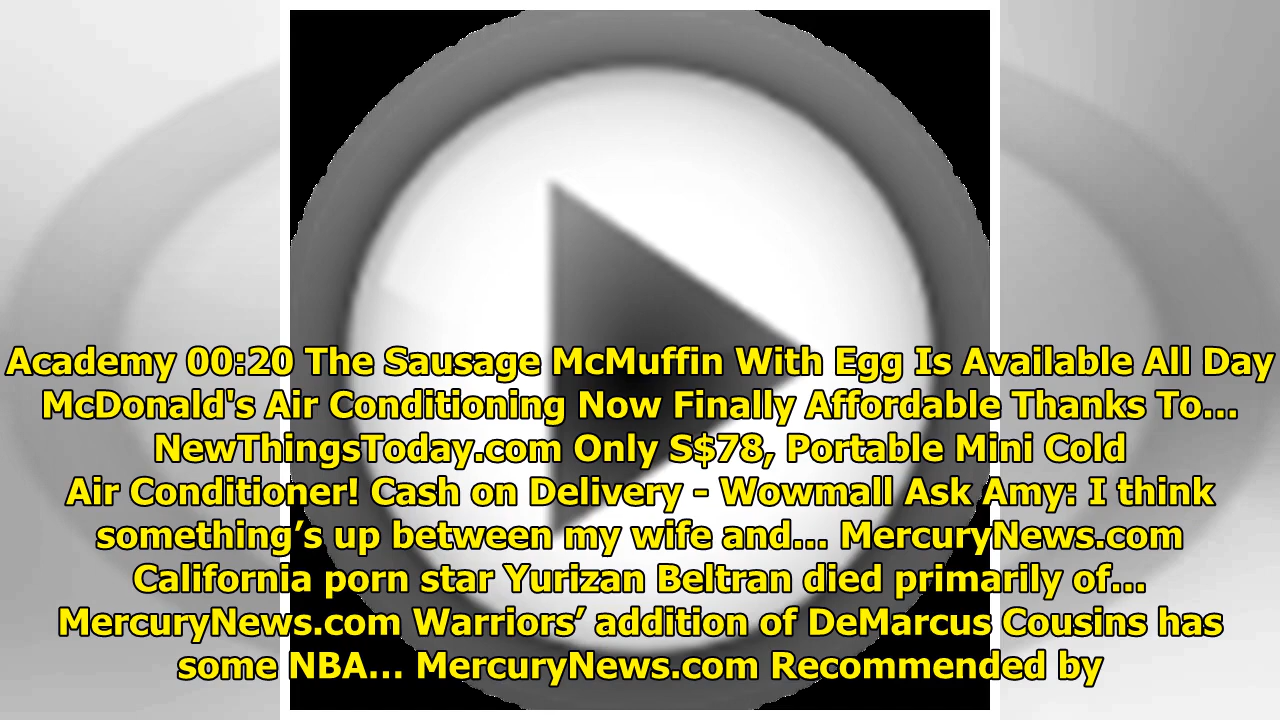 Academy 00:20 The Sausage McMuffin With Egg Is Available All Day
McDonald's Air Conditioning Now Finally Affordable Thanks To...
NewThingsToday.com Only S$78, Portable Mini Cold
Air Conditioner! Cash on Delivery - Wowmall Ask Amy: I think
something’s up between my wife and... MercuryNews.com
California porn star Yurizan Beltran died primarily of...
MercuryNews.com Warriors’ addition of DeMarcus Cousins has
some NBA... MercuryNews.com Recommended by